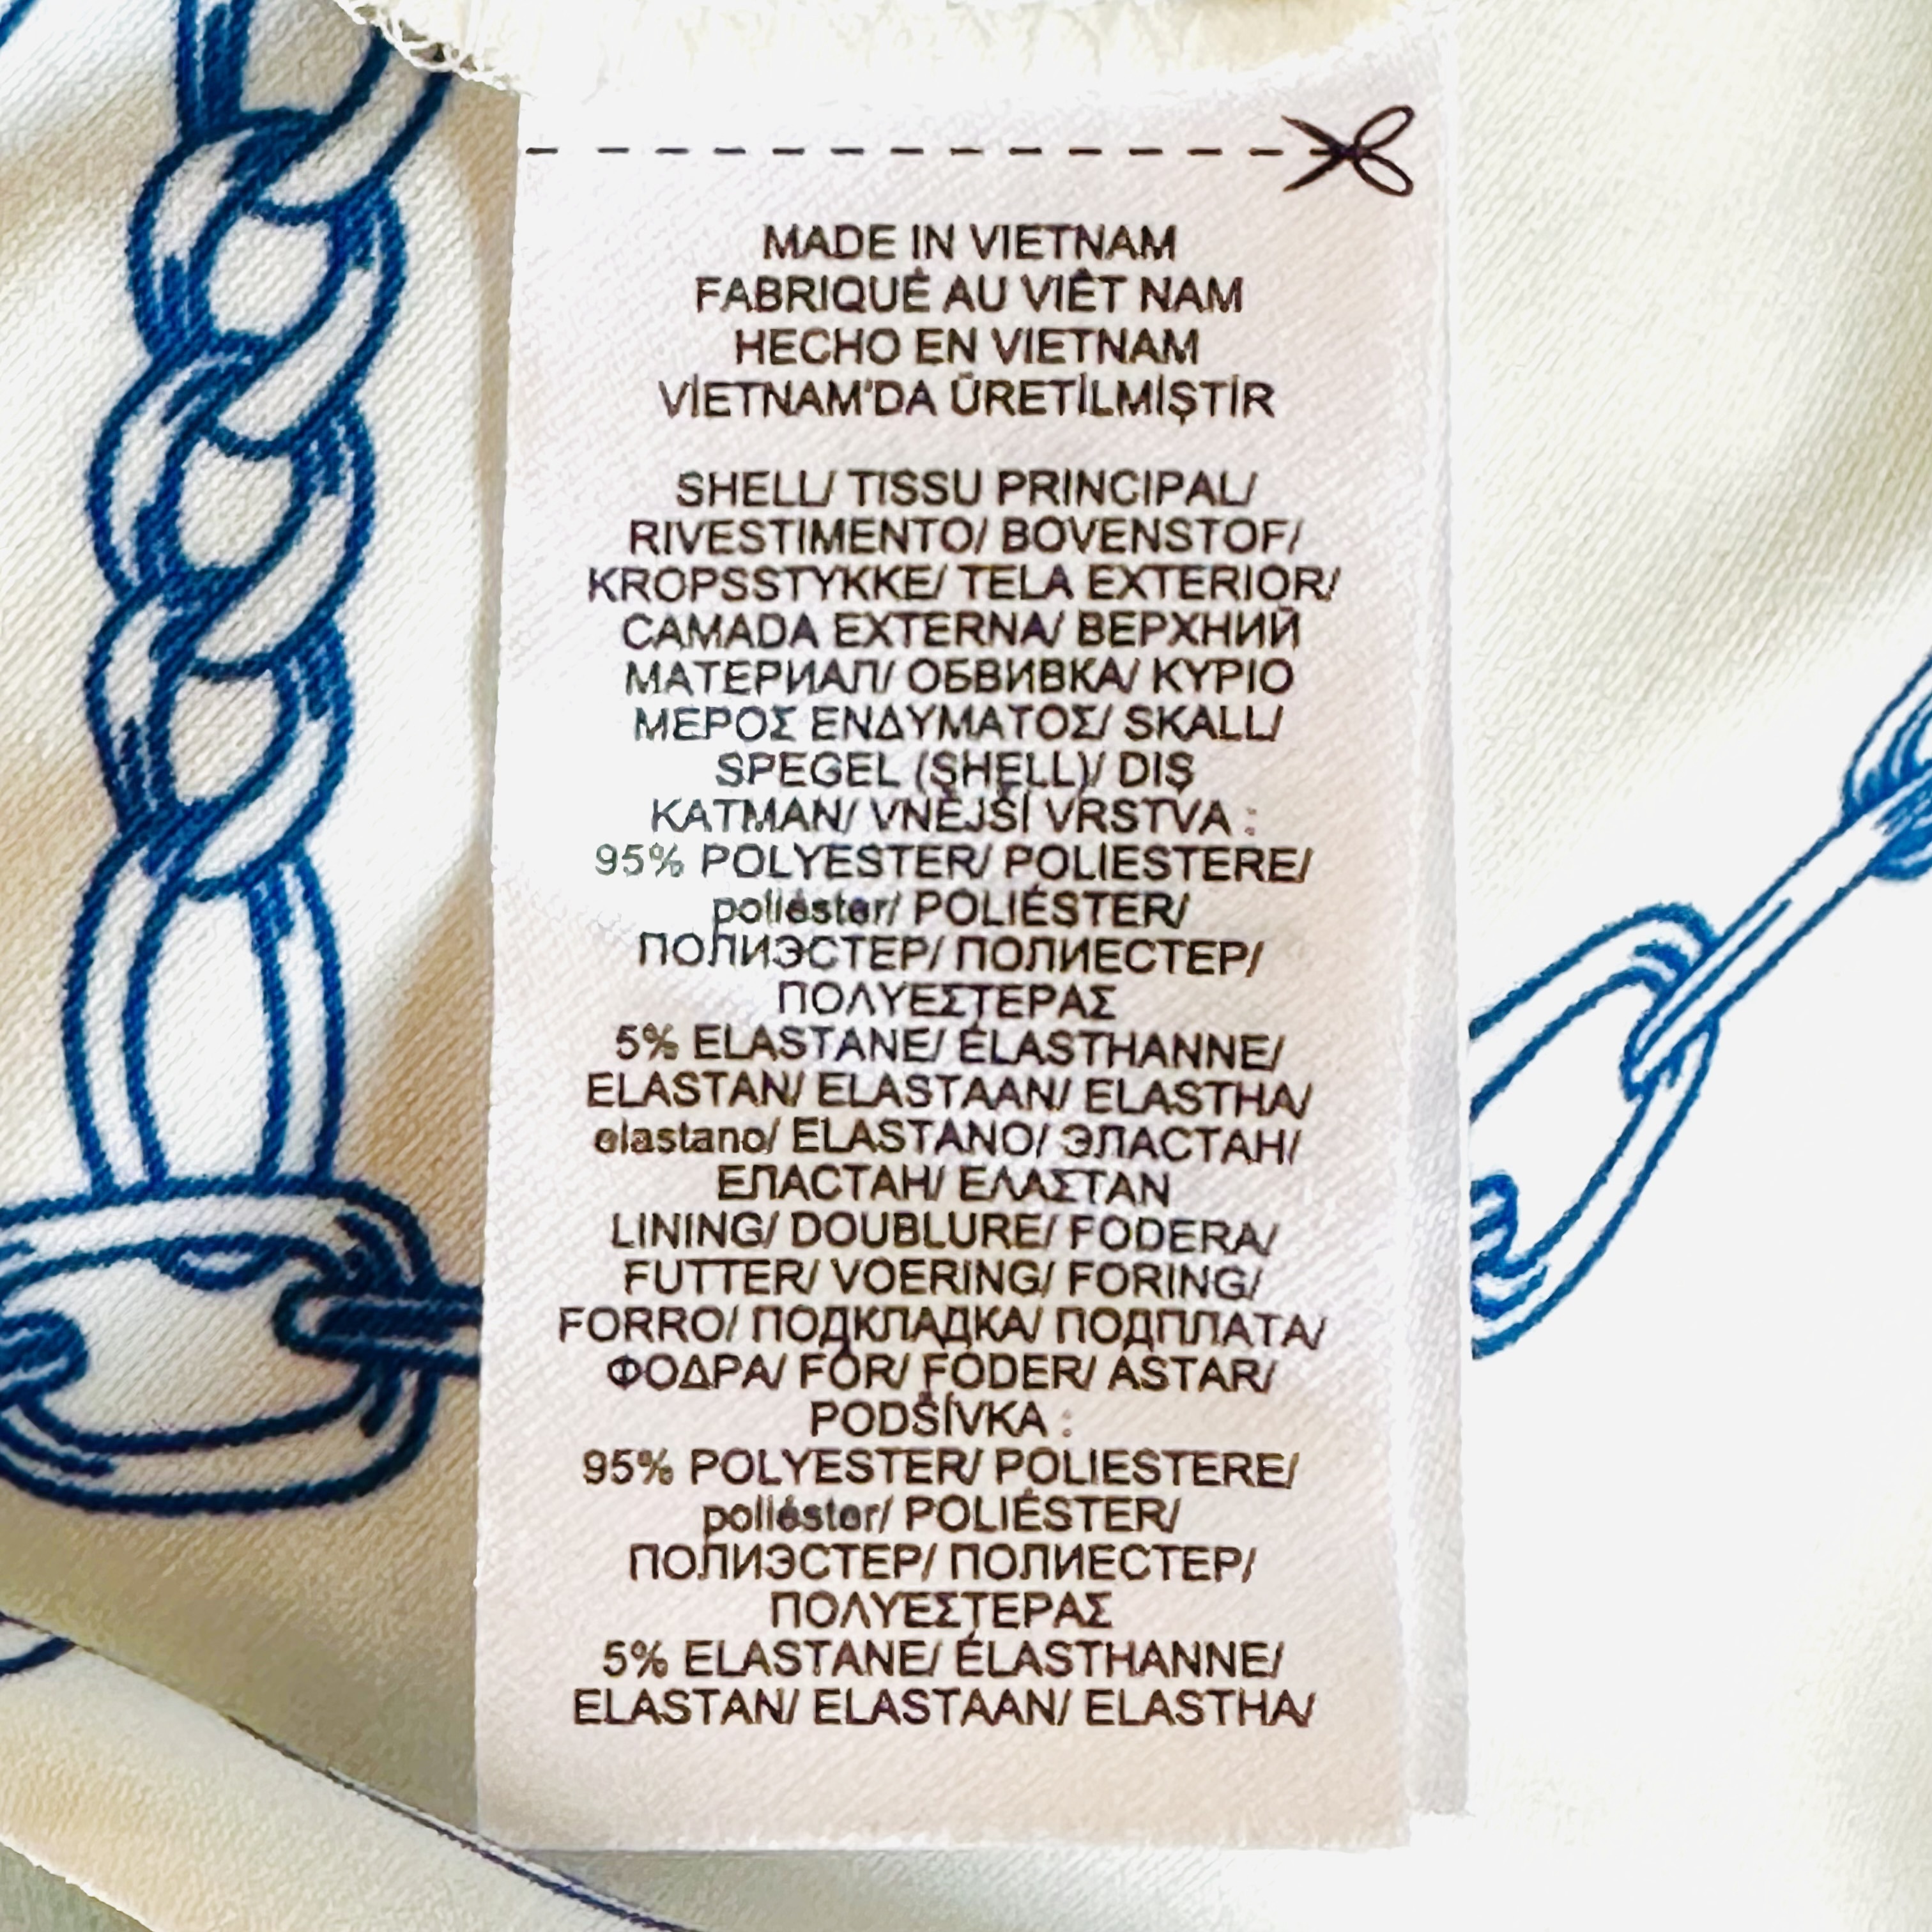 MADE IN VIETNAM
FABRIQUÉ AU VIÊT NAM
HECHO EN VIETNAM
VİETNAM'DA ÜRETİLMİŞTİR
SHELL/ TISSU PRINCIPAL/
RIVESTIMENTO/ BOVENSTOF/
KROPSSTYKKE/ TELA EXTERIOR/
CAMADA EXTERNA/ ВЕРХНИЙ
МАТЕРИАЛ/ ОБВИВКА/ ΚΥΡΙΟ
ΜΕΡΟΣ ΕΝΔΥΜΑΤΟΣ/ SKALL/
SPEGEL (SHELL)/ DIŞ
KATMAN/ VNĚJŠÍ VRSTVA :
95% POLYESTER/ POLIESTERE/
poliéster/ POLIÉSTER/
ПОЛИЭСТЕР/ ПОЛИЕСТЕР/
ΠΟΛΥΕΣΤΕΡΑΣ
5% ELASTANE/ ÉLASTHANNE/
ELASTAN/ ELASTAAN/ ELASTHA/
elastano/ ELASTANO/ ЭЛАСТАН/
ЕЛАСТАН/ ΕΛΑΣΤΑΝ
LINING/ DOUBLURE/ FODERA/
FUTTER/ VOERING/ FORING/
FORRO/ ПОДКЛАДКА/ ПОДПЛАТА/
ΦΟΔΡΑ/ FÔR/ FODER/ ASTAR/
PODŠÍVKA :
95% POLYESTER/ POLIESTERE/
poliéster/ POLIÉSTER/
ПОЛИЭСТЕР/ ПОЛИЕСТЕР/
ΠΟΛΥΕΣΤΕΡΑΣ
5% ELASTANE/ ÉLASTHANNE/
ELASTAN/ ELASTAAN/ ELASTHA/